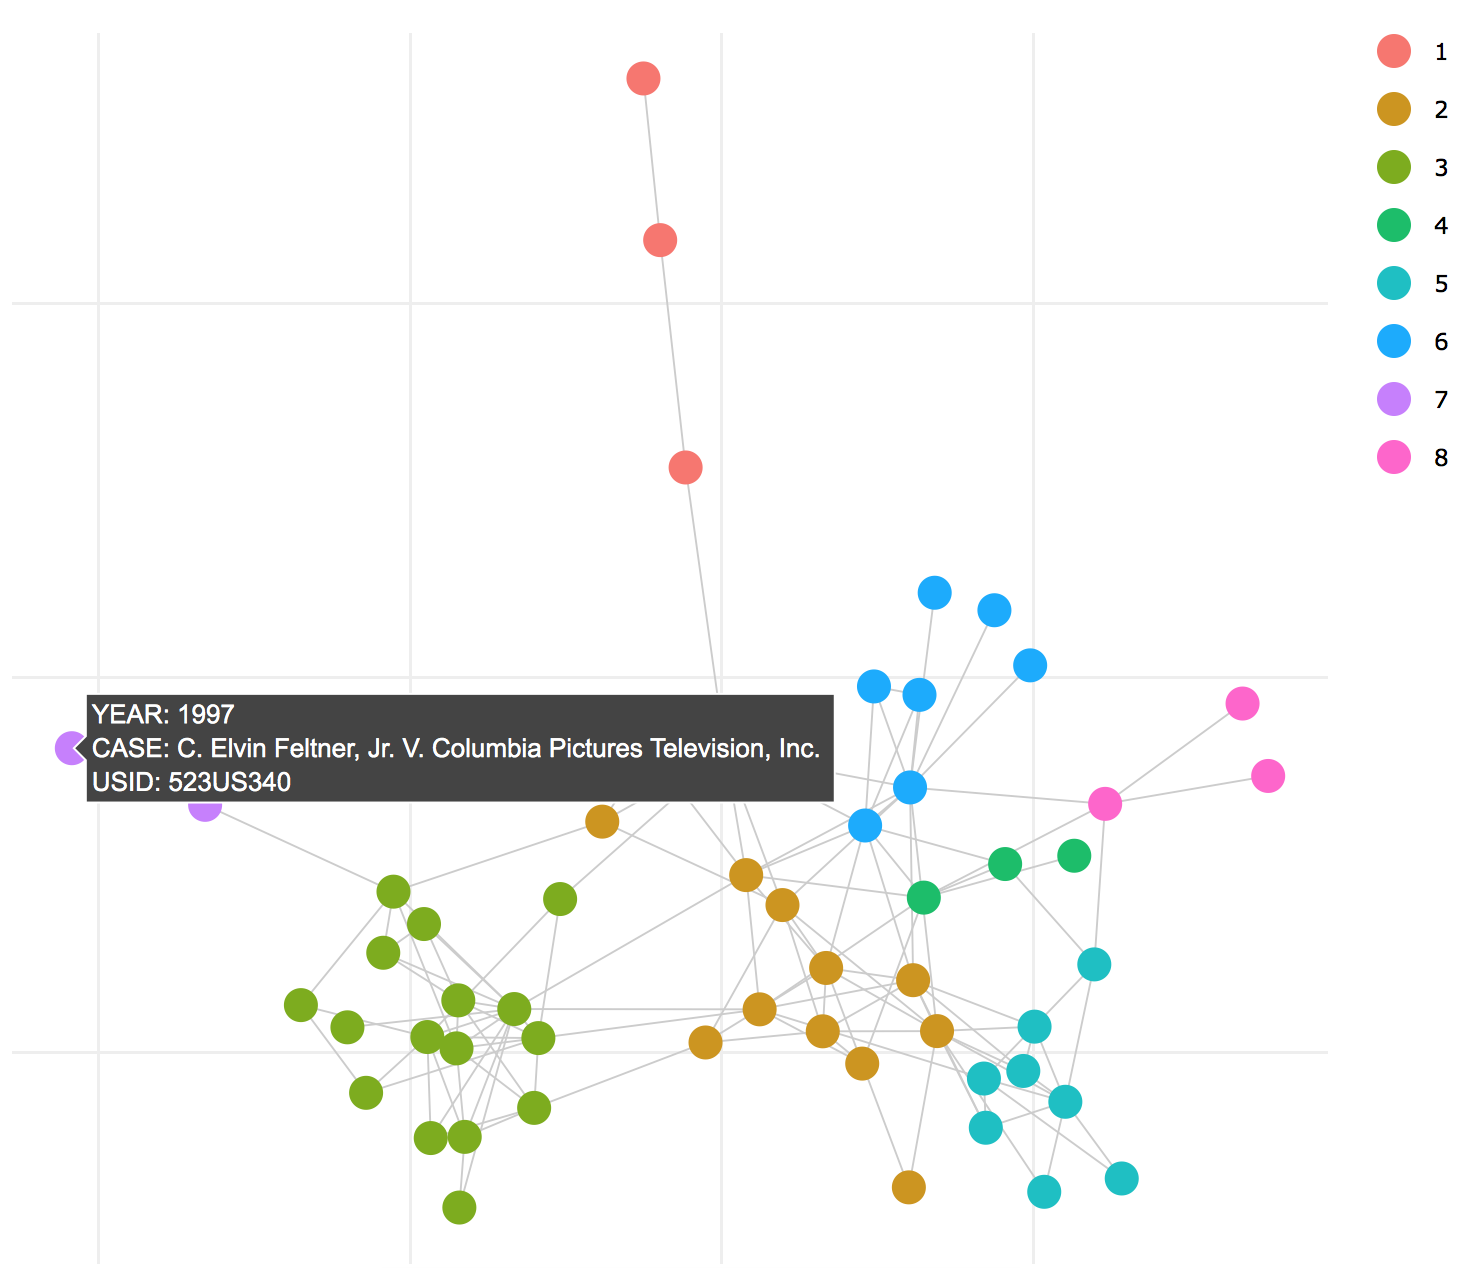 1
2
3
4
5
6
7
8
YEAR: 1997
CASE: C. Elvin Feltner, Jr. V. Columbia Pictures Television, Inc.
USID: 523US340